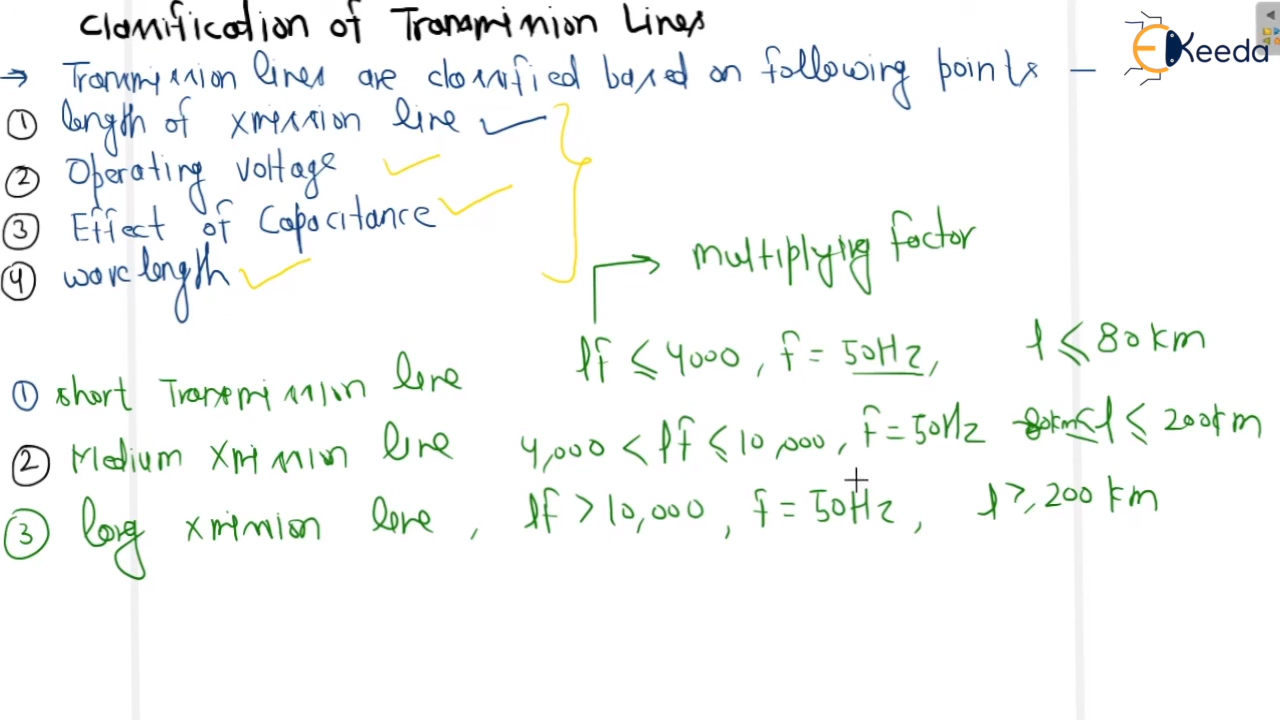 Classification of Transmission Lines
EKeeda
→ Transmission lines are classified based on following points –
① length of xmission line ✓
② Operating voltage ✓
③ Effect of Capacitance ✓
④ wavelength ✓
multiplying factor
① short Transmission line lf ≤ 4000, f = 50Hz, l ≤ 80 km
② Medium xmission line 4,000 < lf ≤ 10,000, f = 50Hz 80km ≤ l ≤ 200km
③ long xmission line, lf > 10,000, f = 50Hz, l ≥ 200 km